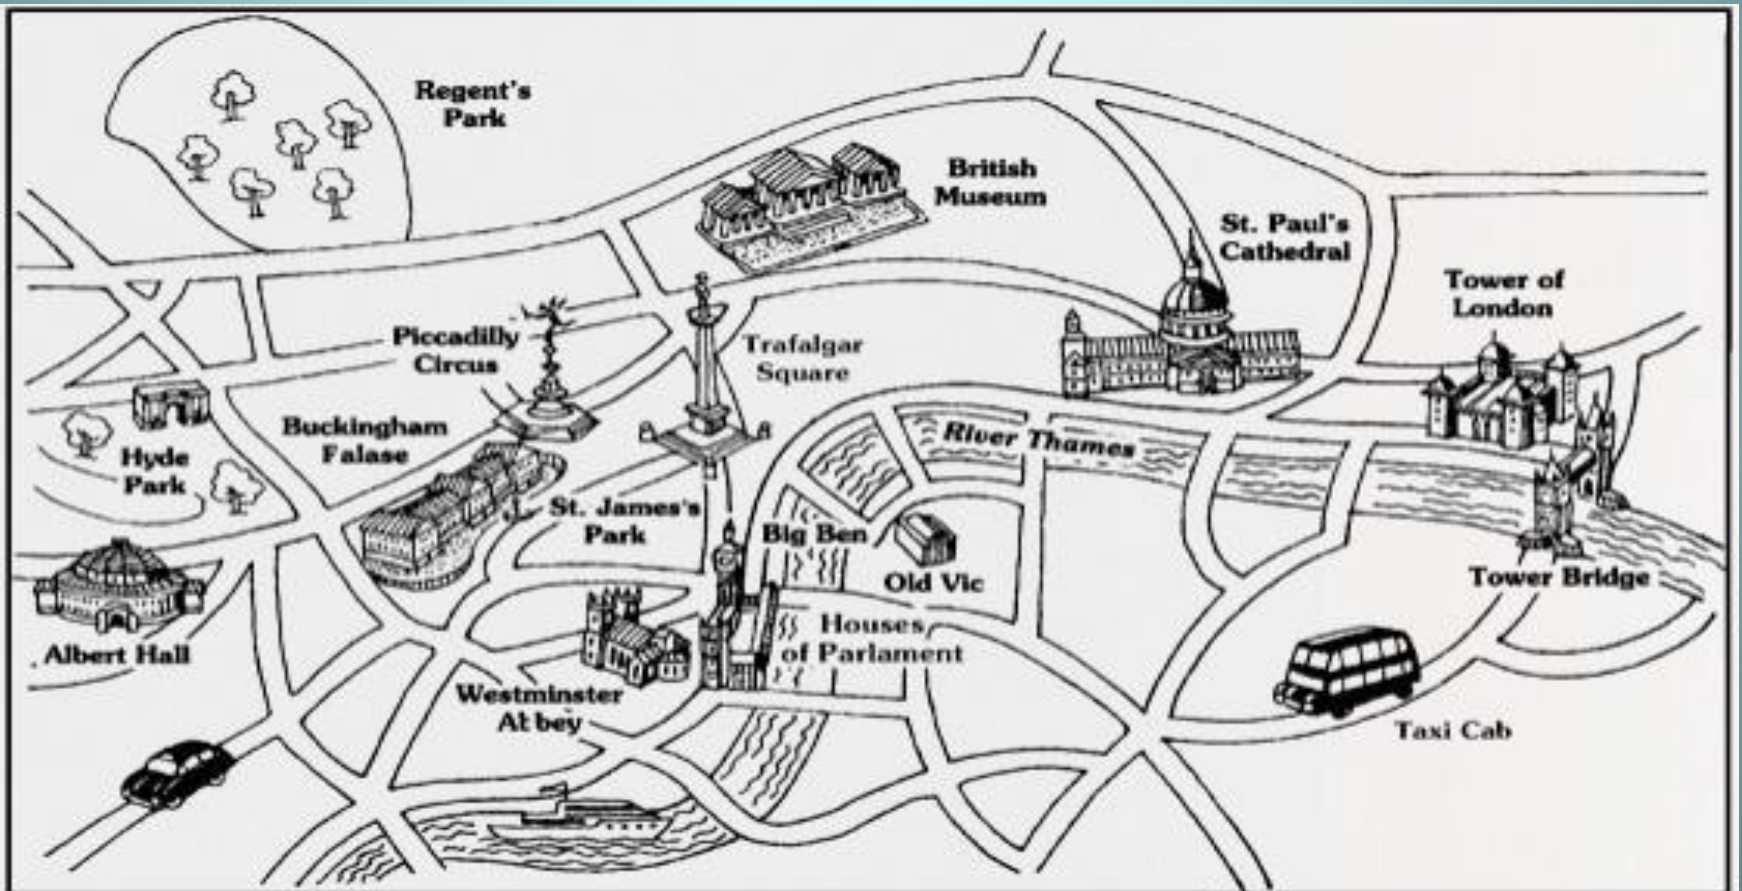 Regent's
Park
British
Museum
St. Paul's
Cathedral
Tower of
London
Piccadilly
Circus
Trafalgar
Square
Buckingham
Falase
Hyde
Park
River Thames
St. James's
Park
Big Ben
Old Vic
Tower Bridge
Albert Hall
Houses
of Parlament
Westminster
At bey
Taxi Cab